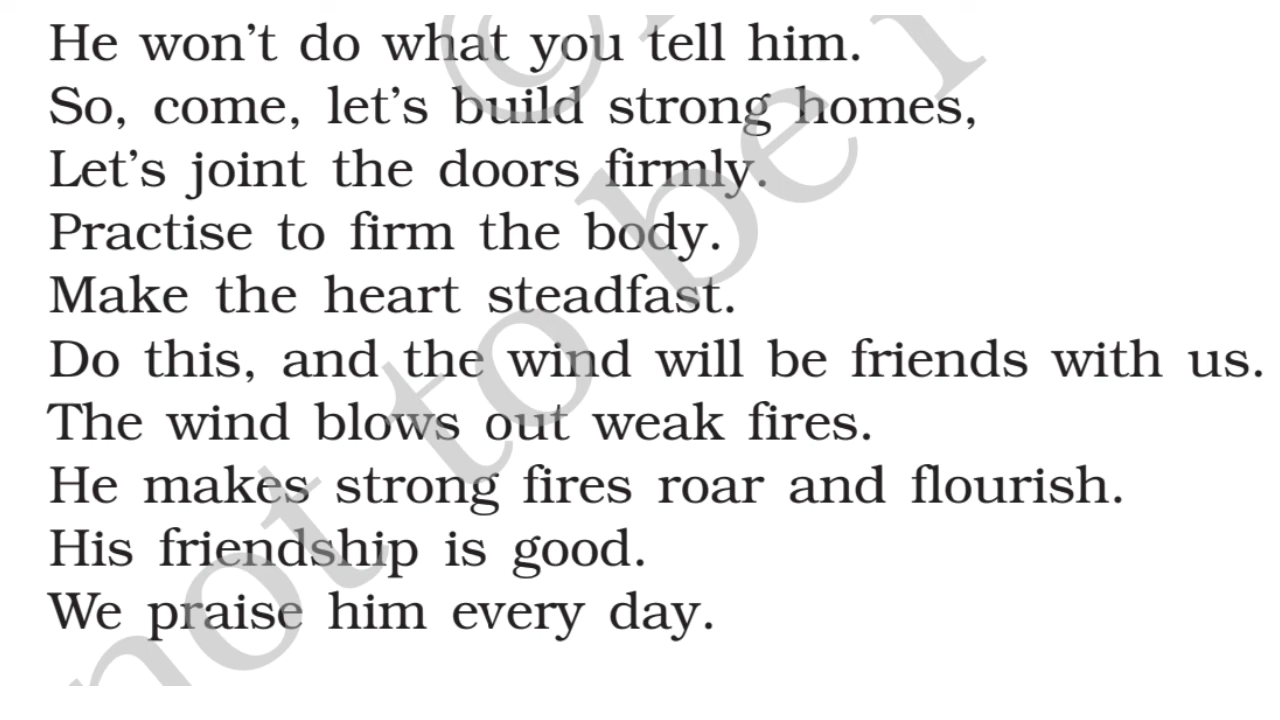 He won’t do what you tell him.
So, come, let’s build strong homes,
Let’s joint the doors firmly.
Practise to firm the body.
Make the heart steadfast.
Do this, and the wind will be friends with us.
The wind blows out weak fires.
He makes strong fires roar and flourish.
His friendship is good.
We praise him every day.
©
not to be r